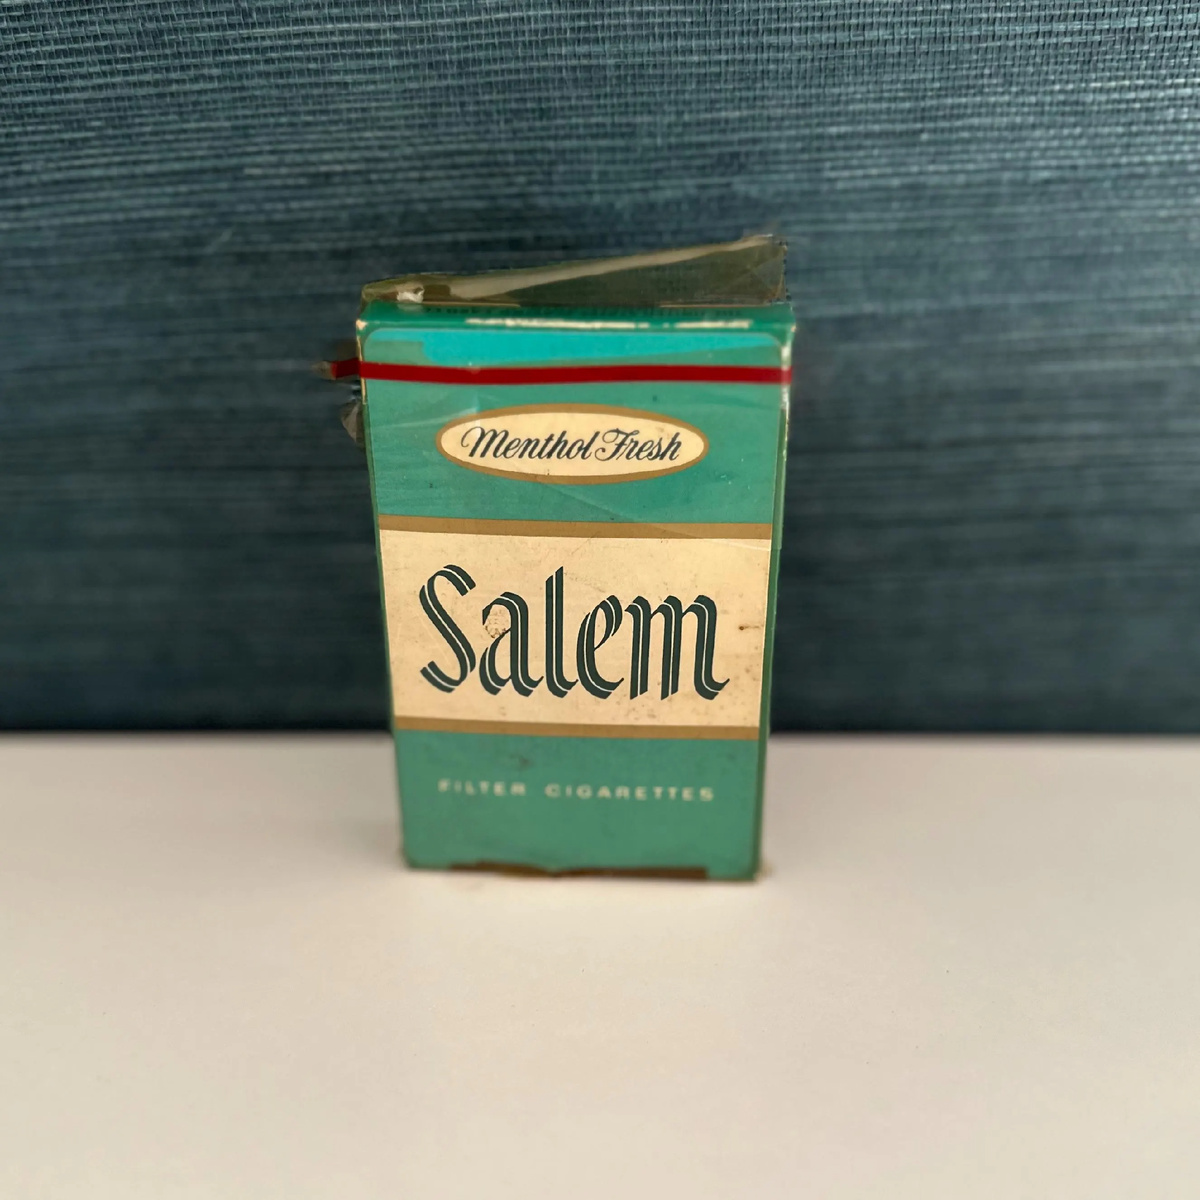 Menthol Fresh
Salem
FILTER CIGARETTES